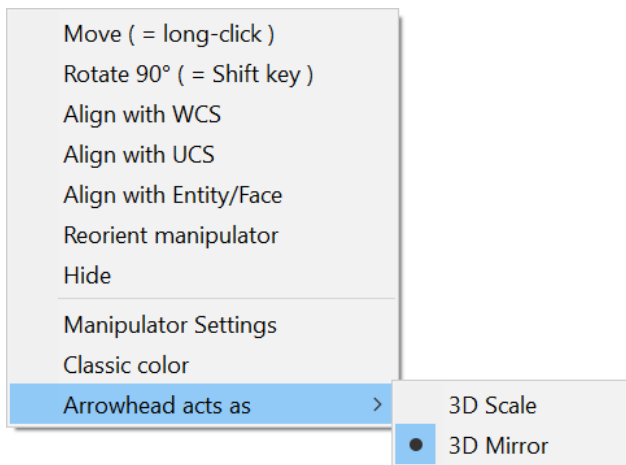 Move ( = long-click )
Rotate 90° ( = Shift key )
Align with WCS
Align with UCS
Align with Entity/Face
Reorient manipulator
Hide
Manipulator Settings
Classic color
Arrowhead acts as
3D Scale
3D Mirror